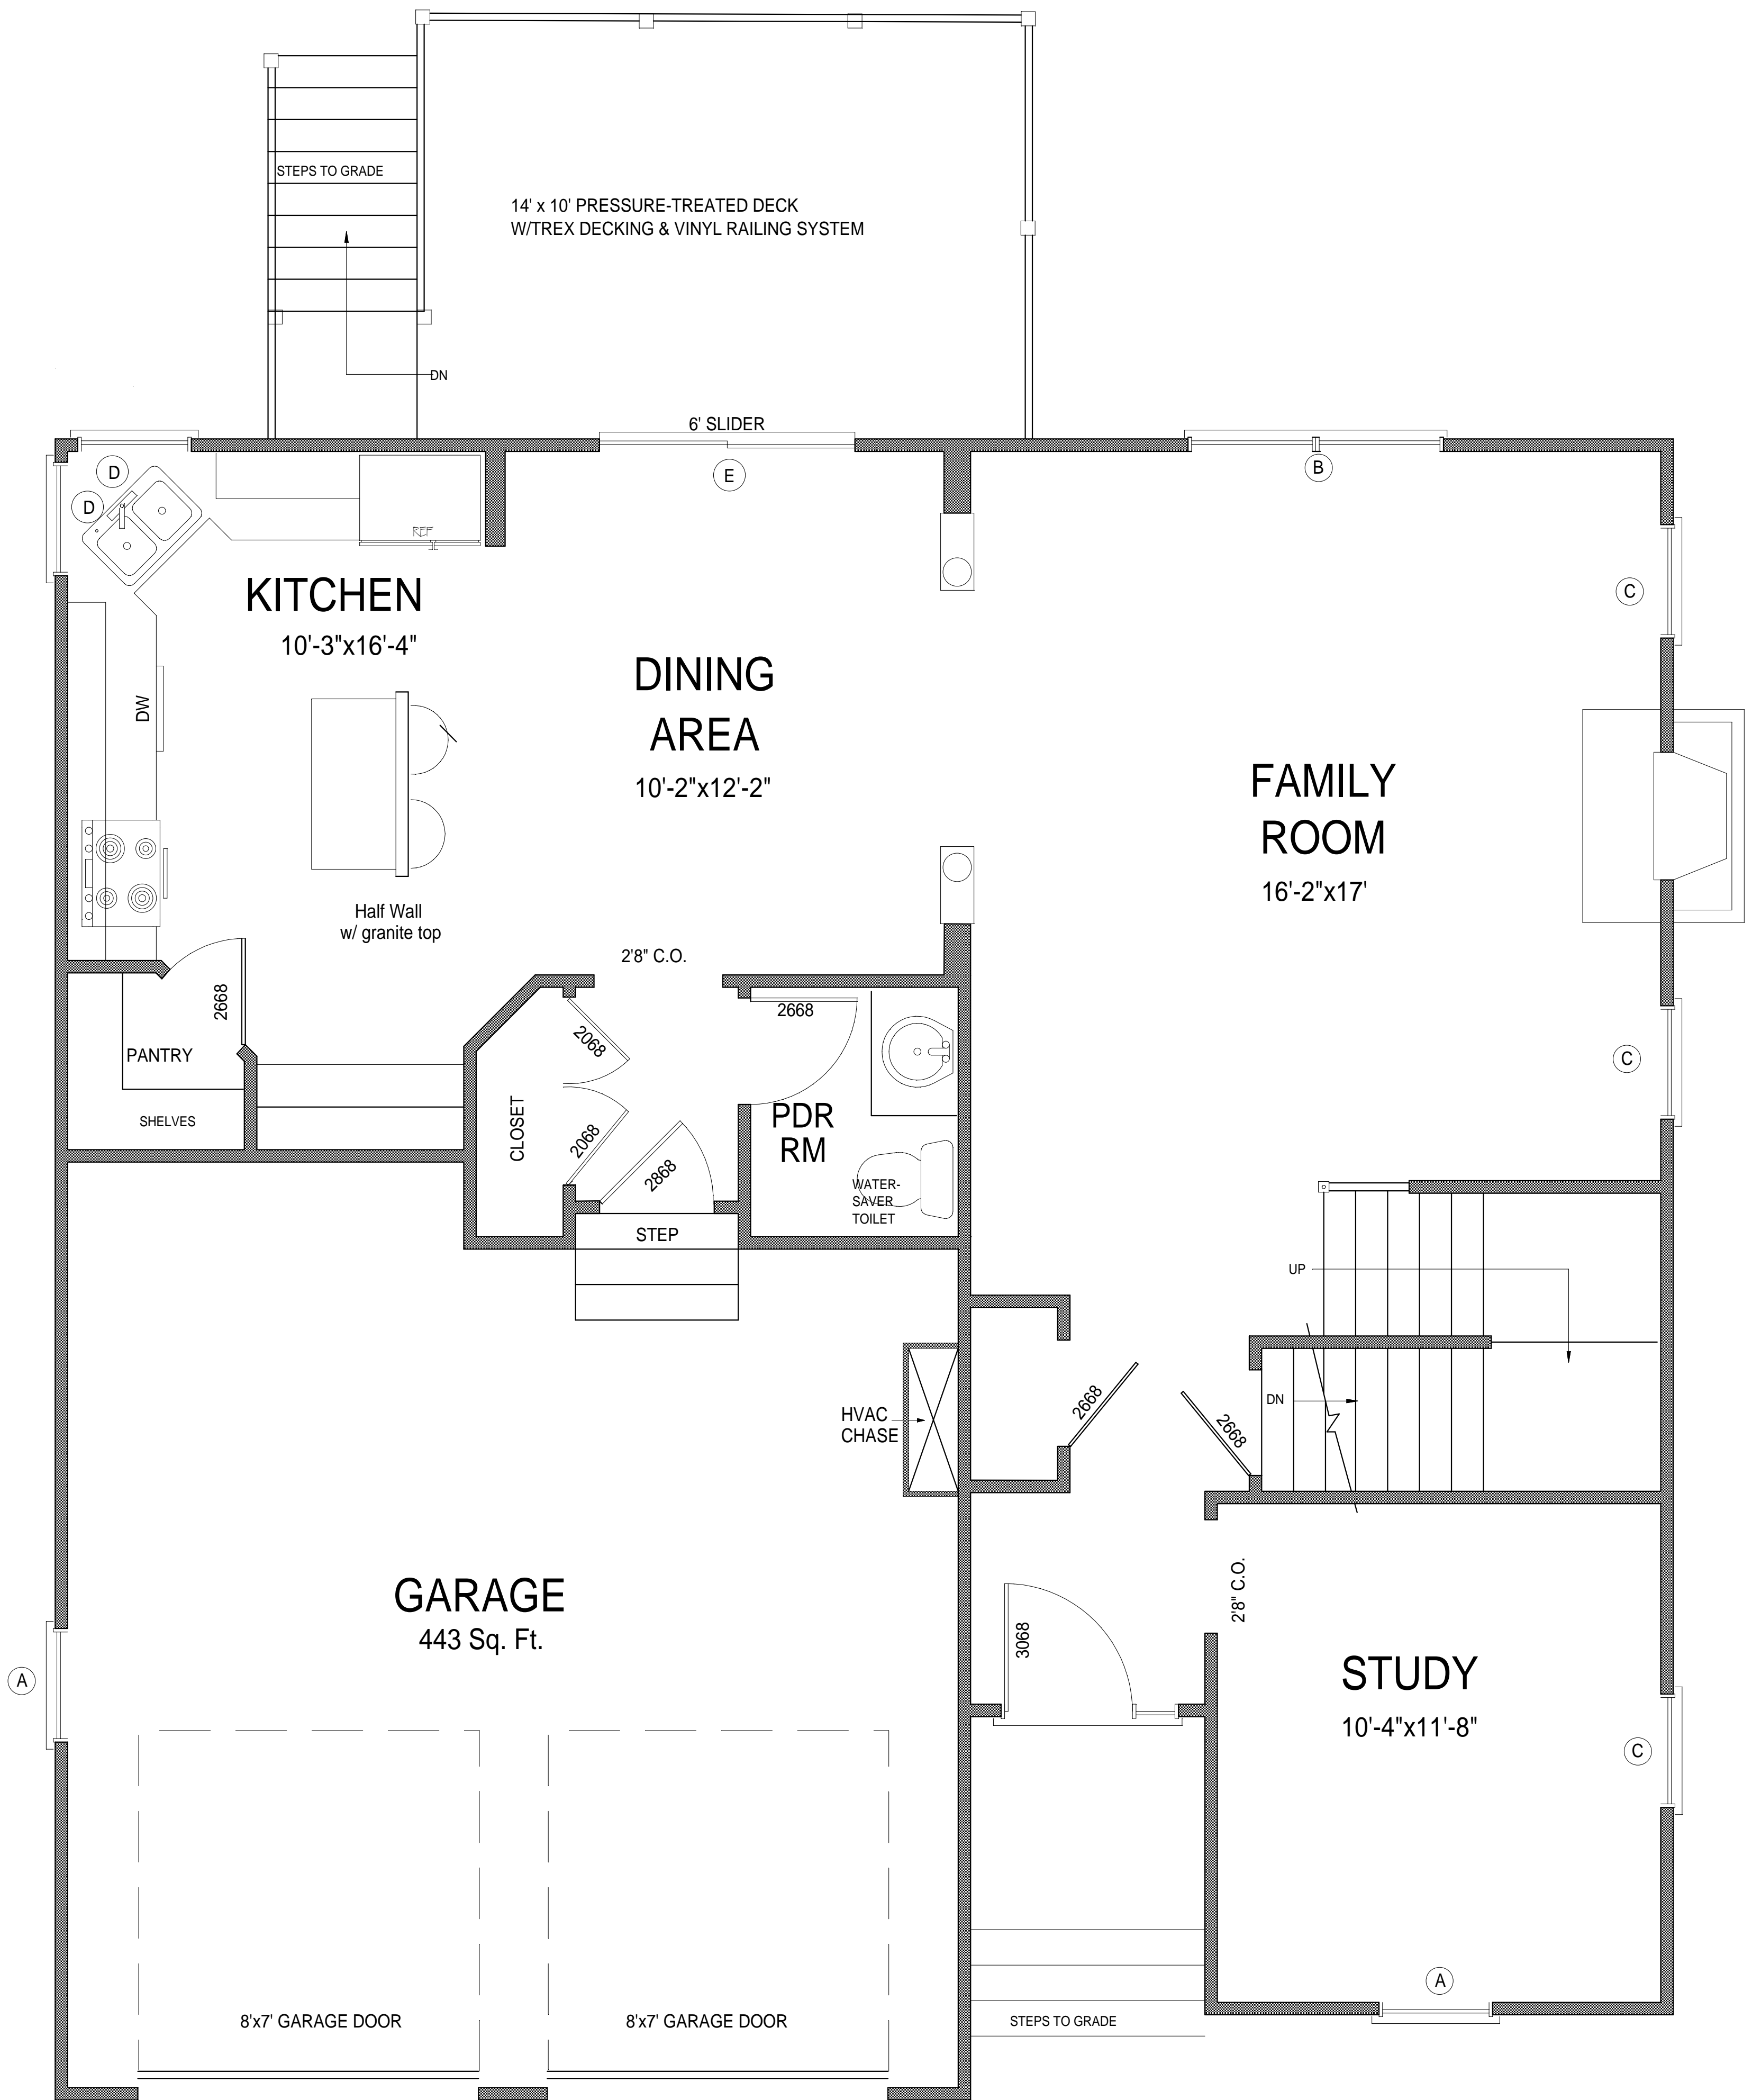 STEPS TO GRADE
14' x 10' PRESSURE-TREATED DECK
W/TREX DECKING & VINYL RAILING SYSTEM
DN
6' SLIDER
D
D
E
B
REF
KITCHEN
10'-3"x16'-4"
C
DINING
AREA
10'-2"x12'-2"
DW
FAMILY
ROOM
16'-2"x17'
Half Wall
w/ granite top
2'8" C.O.
2668
2668
2068
PANTRY
C
SHELVES
CLOSET
2068
2868
PDR
RM
WATER-
SAVER
TOILET
STEP
UP
DN
HVAC
CHASE
2668
2668
GARAGE
443 Sq. Ft.
2'8" C.O.
3068
STUDY
10'-4"x11'-8"
A
C
A
8'x7' GARAGE DOOR
8'x7' GARAGE DOOR
STEPS TO GRADE